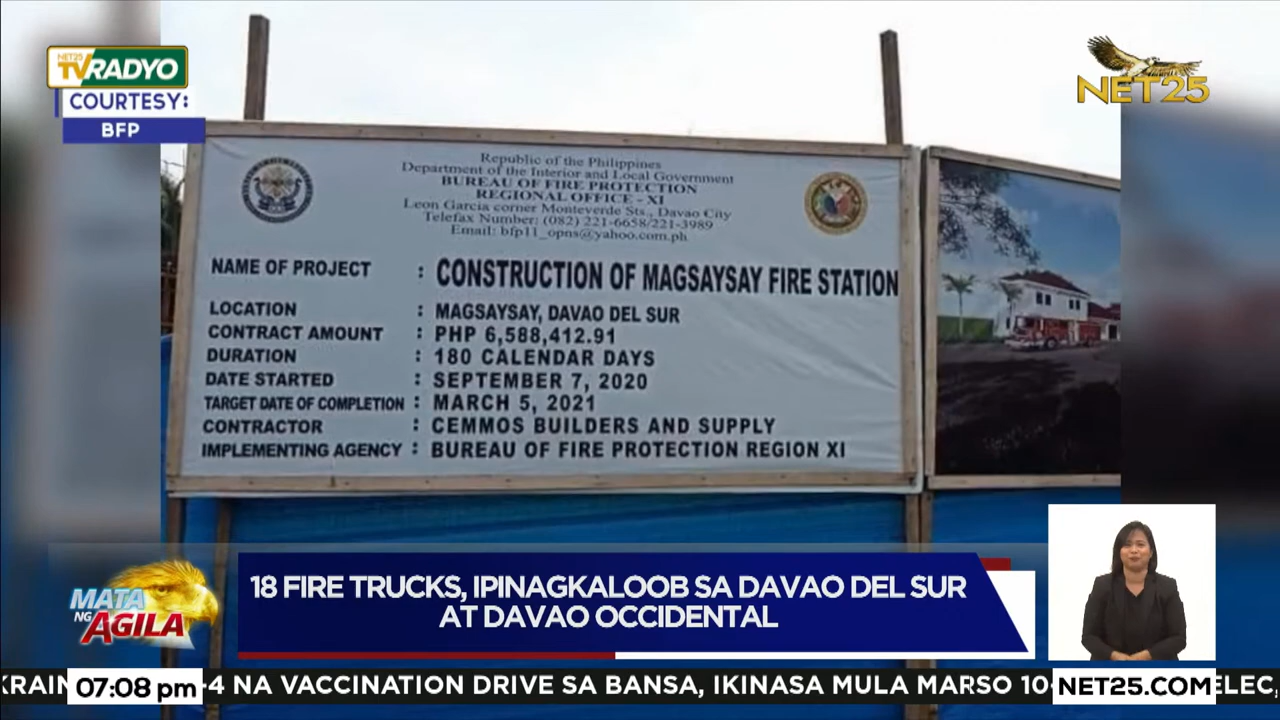 NET25
TVRADYO
COURTESY:
BFP
NET25
Republic of the Philippines
Department of the Interior and Local Government
BUREAU OF FIRE PROTECTION
REGIONAL OFFICE - XI
Leon Garcia corner Monteverde Sts., Davao City
Telefax Number: (082) 221-6658/221-3989
Email: bfp11_opns@yahoo.com.ph
NAME OF PROJECT : CONSTRUCTION OF MAGSAYSAY FIRE STATION
LOCATION : MAGSAYSAY, DAVAO DEL SUR
CONTRACT AMOUNT : PHP 6,588,412.91
DURATION : 180 CALENDAR DAYS
DATE STARTED : SEPTEMBER 7, 2020
TARGET DATE OF COMPLETION : MARCH 5, 2021
CONTRACTOR : CEMMOS BUILDERS AND SUPPLY
IMPLEMENTING AGENCY : BUREAU OF FIRE PROTECTION REGION XI
MATA
NG AGILA
18 FIRE TRUCKS, IPINAGKALOOB SA DAVAO DEL SUR
AT DAVAO OCCIDENTAL
KRAIN 07:08 pm -4 NA VACCINATION DRIVE SA BANSA, IKINASA MULA MARSO 10- NET25.COM ELEC,